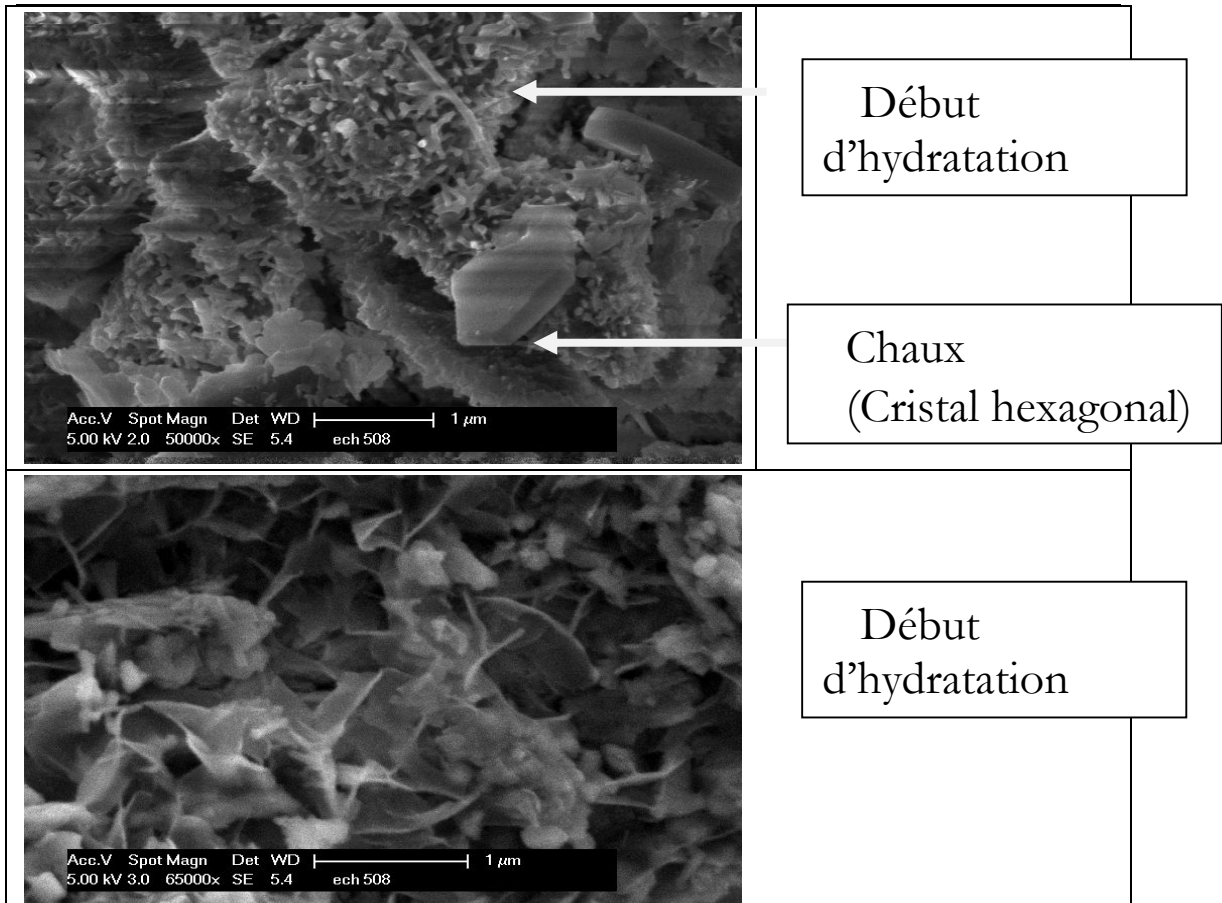 Début
d'hydratation
Chaux
(Cristal hexagonal)
Acc.V Spot Magn Det WD 1 µm
5.00 kV 2.0 50000x SE 5.4 ech 508
Début
d'hydratation
Acc.V Spot Magn Det WD 1 µm
5.00 kV 3.0 65000x SE 5.4 ech 508